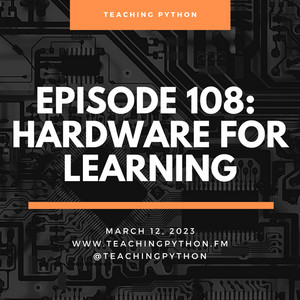 TEACHING PYTHON
EPISODE 108:
HARDWARE FOR
LEARNING
MARCH 12, 2023
WWW.TEACHINGPYTHON.FM
@TEACHINGPYTHON